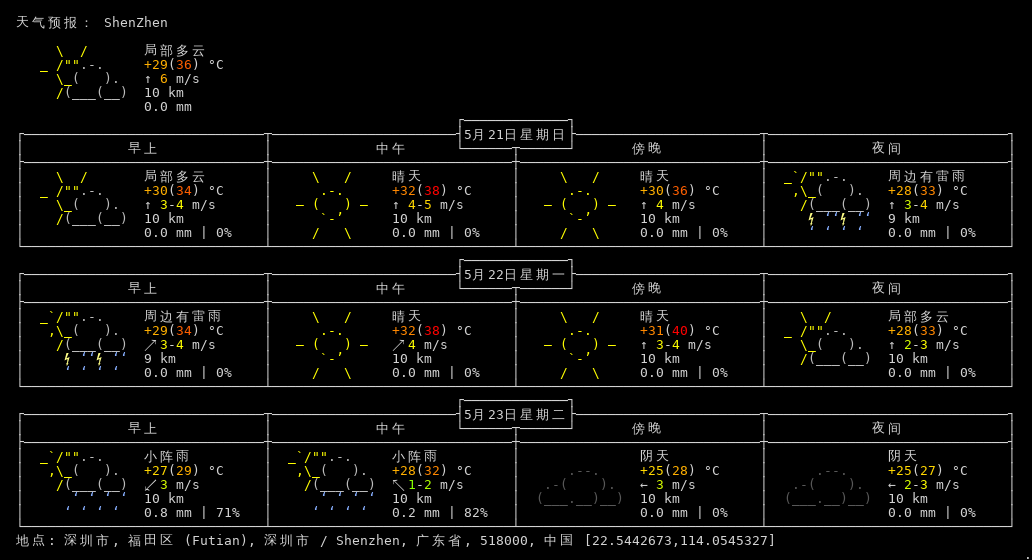 天气预报： ShenZhen
局部多云
+29(36) °C
↑ 6 m/s
10 km
0.0 mm
5月21日星期日
早上 中午 傍晚 夜间
局部多云 晴天 晴天 周边有雷雨
+30(34) °C +32(38) °C +30(36) °C +28(33) °C
↑ 3-4 m/s ↑ 4-5 m/s ↑ 4 m/s ↑ 3-4 m/s
10 km 10 km 10 km 9 km
0.0 mm | 0% 0.0 mm | 0% 0.0 mm | 0% 0.0 mm | 0%
5月22日星期一
早上 中午 傍晚 夜间
周边有雷雨 晴天 晴天 局部多云
+29(34) °C +32(38) °C +31(40) °C +28(33) °C
↗3-4 m/s ↗4 m/s ↑ 3-4 m/s ↑ 2-3 m/s
9 km 10 km 10 km 10 km
0.0 mm | 0% 0.0 mm | 0% 0.0 mm | 0% 0.0 mm | 0%
5月23日星期二
早上 中午 傍晚 夜间
小阵雨 小阵雨 阴天 阴天
+27(29) °C +28(32) °C +25(28) °C +25(27) °C
↙3 m/s ↖1-2 m/s ← 3 m/s ← 2-3 m/s
10 km 10 km 10 km 10 km
0.8 mm | 71% 0.2 mm | 82% 0.0 mm | 0% 0.0 mm | 0%
地点: 深圳市, 福田区 (Futian), 深圳市 / Shenzhen, 广东省, 518000, 中国 [22.5442673,114.0545327]